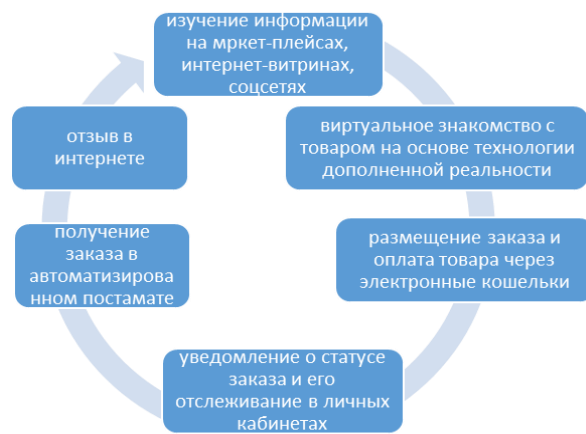 изучение информации
на мркет-плейсах,
интернет-витринах,
соцсетях
виртуальное знакомство с
товаром на основе технологии
дополненной реальности
размещение заказа и
оплата товара через
электронные кошельки
уведомление о статусе
заказа и его
отслеживание в личных
кабинетах
получение
заказа в
автоматизирова
нном постамате
отзыв в
интернете